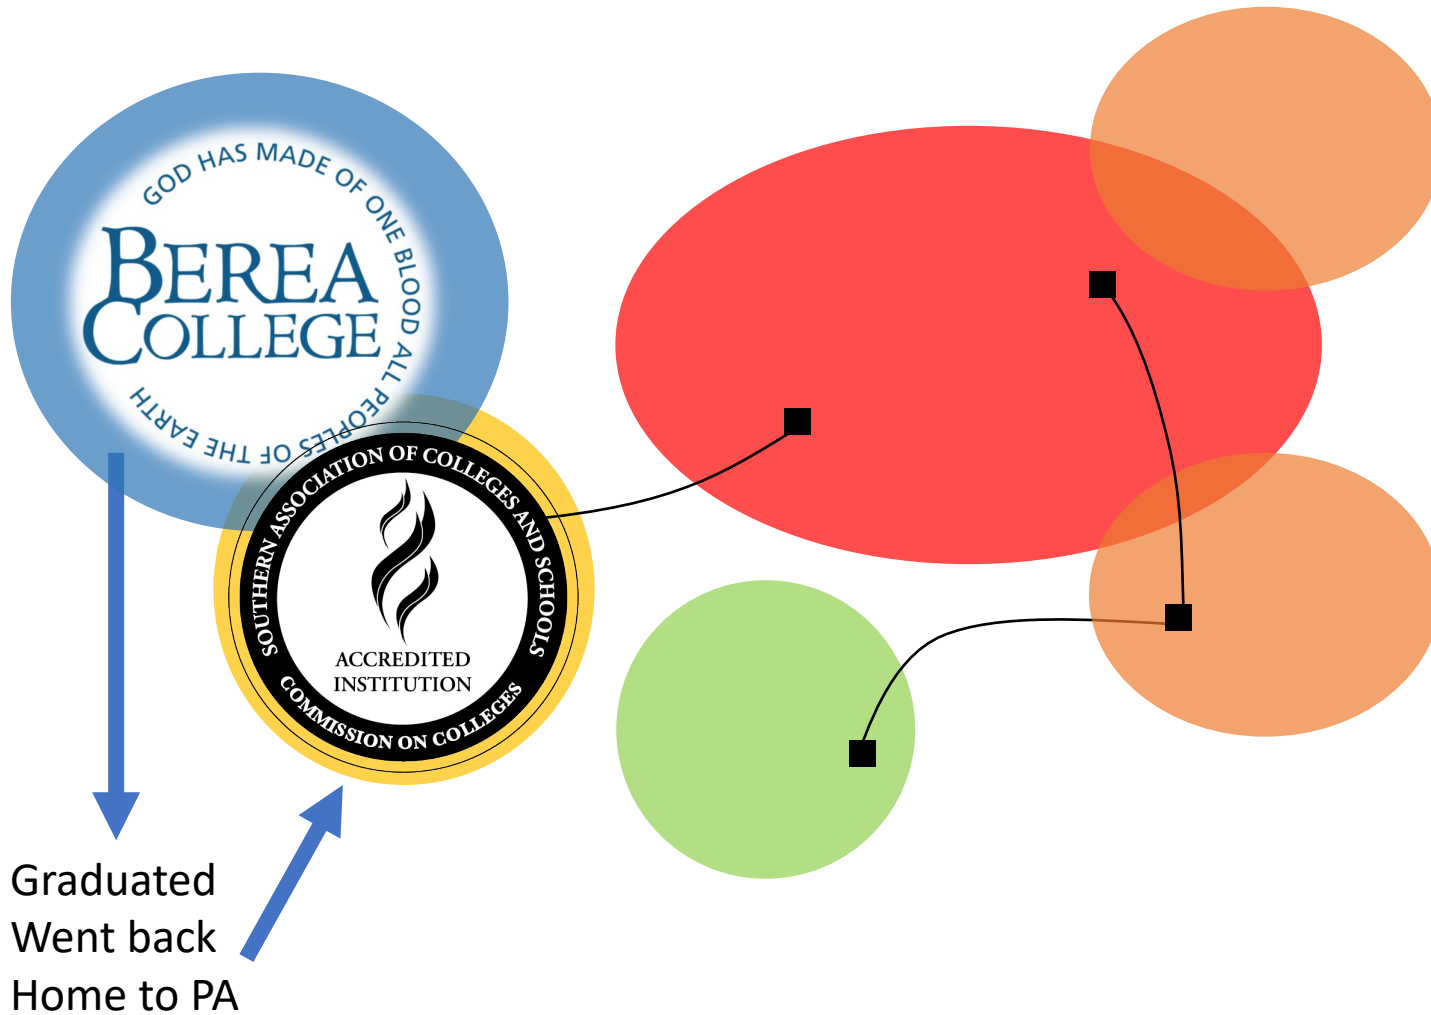 GOD HAS MADE OF ONE BLOOD ALL PEOPLES OF THE EARTH
BEREA
COLLEGE
SOUTHERN ASSOCIATION OF COLLEGES AND SCHOOLS
ACCREDITED
INSTITUTION
COMMISSION ON COLLEGES
Graduated
Went back
Home to PA